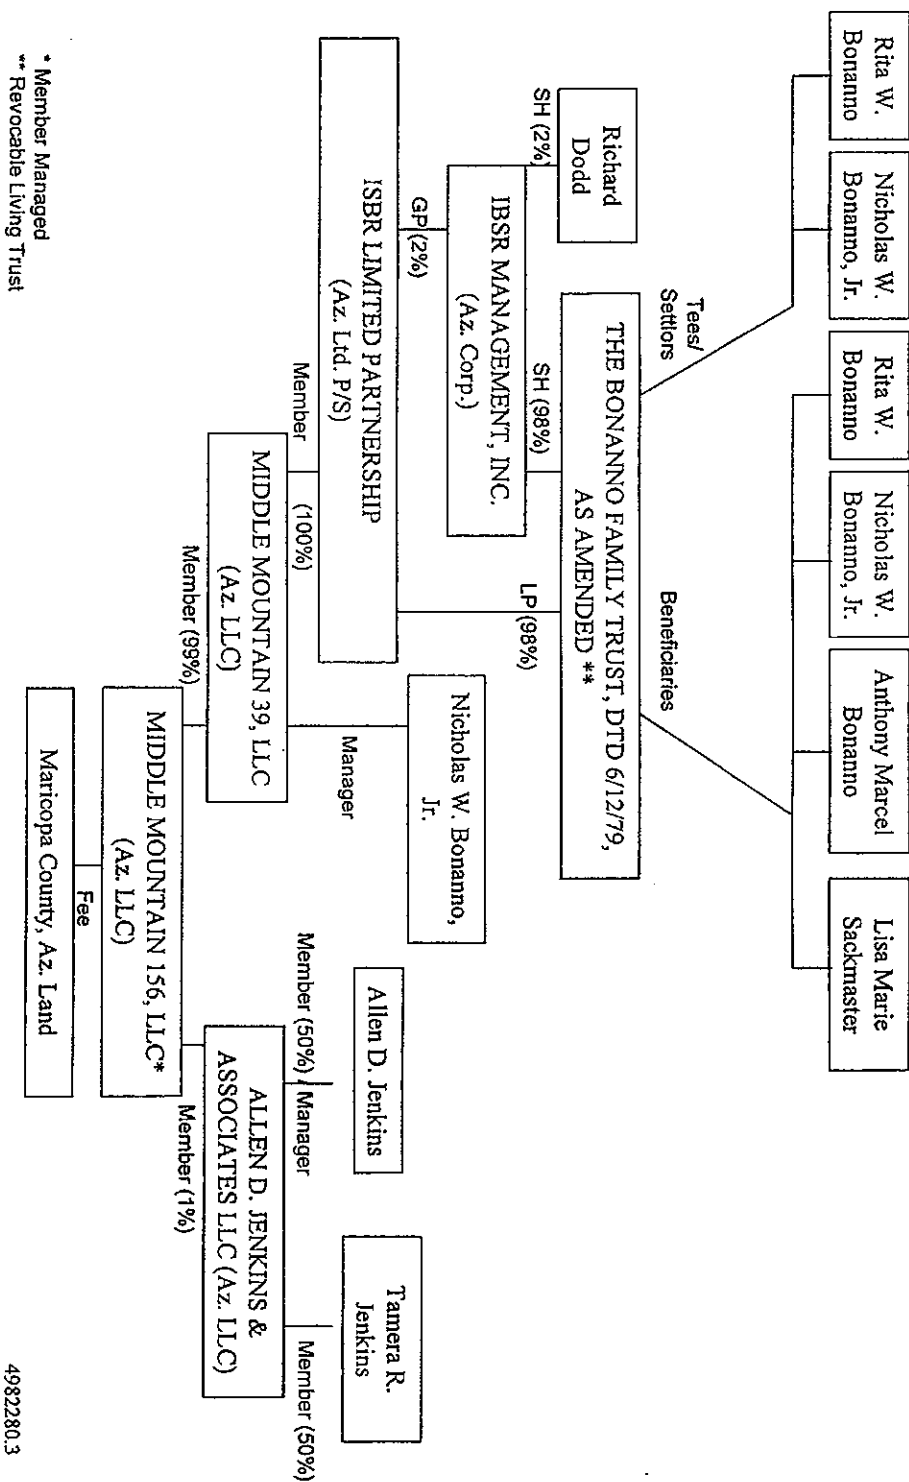 Rita W.
Bonanno
Nicholas W.
Bonanno, Jr.
Rita W.
Bonanno
Nicholas W.
Bonanno, Jr.
Anthony Marcel
Bonanno
Lisa Marie
Sackmaster
Tees/
Settlors
Beneficiaries
Richard
Dodd
THE BONANNO FAMILY TRUST, DTD 6/12/79,
AS AMENDED **
SH (2%)
SH (98%)
LP (98%)
IBSR MANAGEMENT, INC.
(Az. Corp.)
GP (2%)
Nicholas W. Bonanno,
Jr.
ISBR LIMITED PARTNERSHIP
(Az. Ltd. P/S)
Manager
Allen D. Jenkins
Tamera R.
Jenkins
Member (100%)
Member (50%) / Manager
Member (50%)
MIDDLE MOUNTAIN 39, LLC
(Az. LLC)
ALLEN D. JENKINS &
ASSOCIATES LLC (Az. LLC)
Member (99%)
Member (1%)
MIDDLE MOUNTAIN 156, LLC*
(Az. LLC)
Fee
Maricopa County, Az. Land
* Member Managed
** Revocable Living Trust
4982280.3